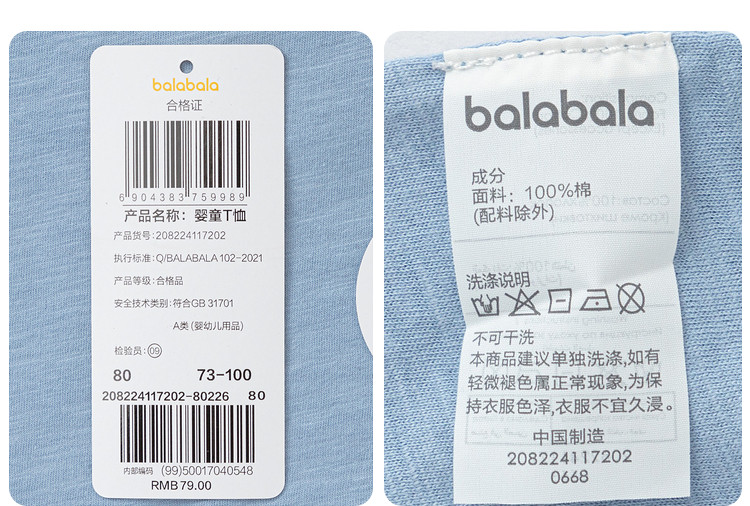 balabala
合格证
6 904383 759989
产品名称：婴童T恤
产品货号：208224117202
执行标准：Q/BALABALA 102-2021
产品等级：合格品
安全技术类别：符合GB 31701
A类 (婴幼儿用品)
检验员：09
80 73-100
208224117202-80226 80
内部编码 (99)50017040548
RMB 79.00
balabala
成分
面料：100%棉
(配料除外)
洗涤说明
不可干洗
本商品建议单独洗涤,如有
轻微褪色属正常现象,为保
持衣服色泽,衣服不宜久浸。
中国制造
208224117202
0668